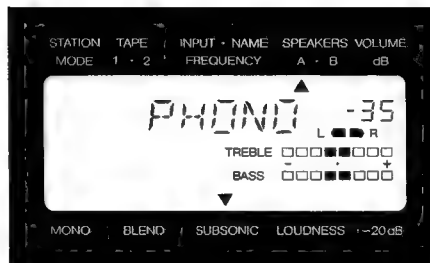 STATION TAPE INPUT · NAME SPEAKERS VOLUME
MODE 1 · 2 FREQUENCY A · B dB
PHONO -35
L R
TREBLE
- · +
BASS
MONO BLEND SUBSONIC LOUDNESS -20dB